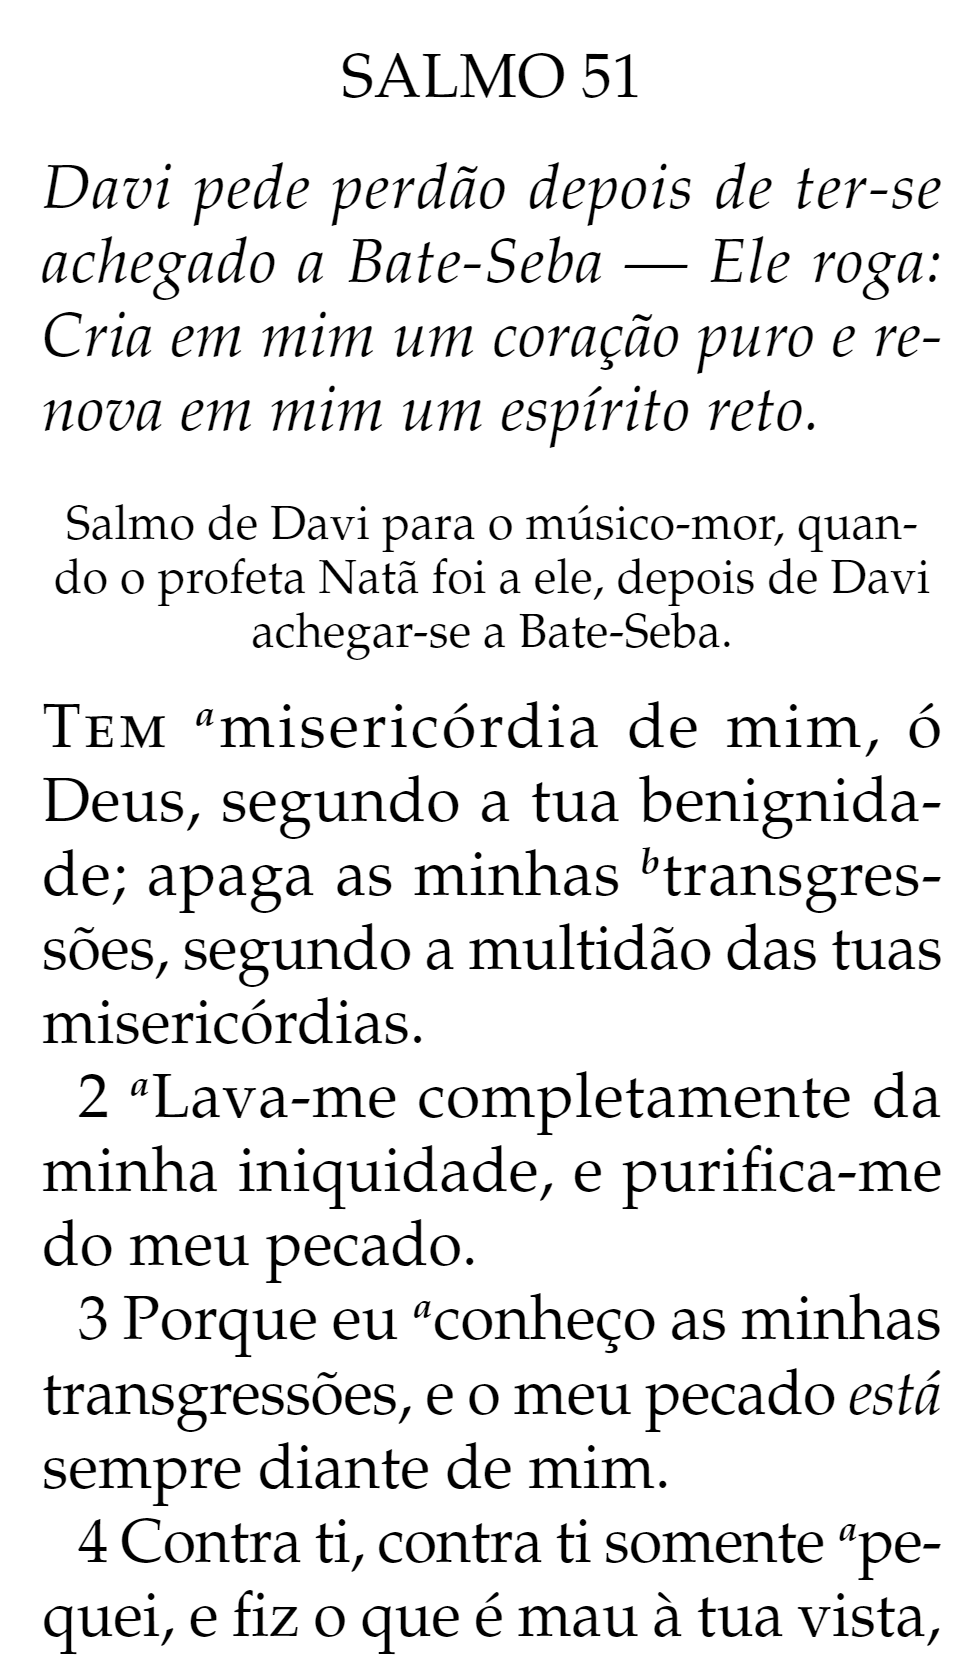 SALMO 51
Davi pede perdão depois de ter-se
achegado a Bate-Seba — Ele roga:
Cria em mim um coração puro e re-
nova em mim um espírito reto.
Salmo de Davi para o músico-mor, quan-
do o profeta Natã foi a ele, depois de Davi
achegar-se a Bate-Seba.
TEM ᵃmisericórdia de mim, ó
Deus, segundo a tua benignida-
de; apaga as minhas ᵇtransgres-
sões, segundo a multidão das tuas
misericórdias.
2 ᵃLava-me completamente da
minha iniquidade, e purifica-me
do meu pecado.
3 Porque eu ᵃconheço as minhas
transgressões, e o meu pecado está
sempre diante de mim.
4 Contra ti, contra ti somente ᵃpe-
quei, e fiz o que é mau à tua vista,